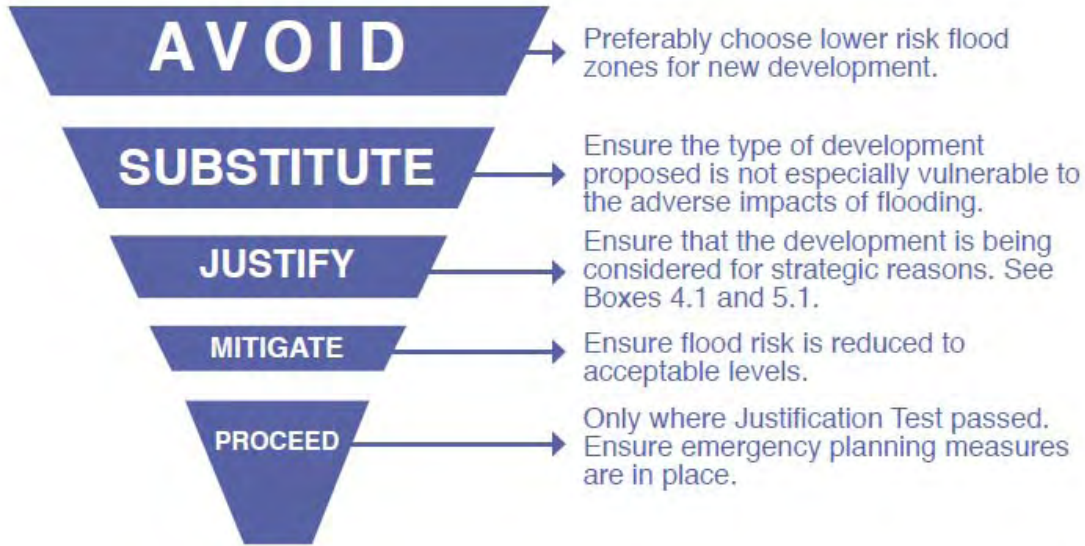 AVOID
Preferably choose lower risk flood
zones for new development.
SUBSTITUTE
Ensure the type of development
proposed is not especially vulnerable to
the adverse impacts of flooding.
JUSTIFY
Ensure that the development is being
considered for strategic reasons. See
Boxes 4.1 and 5.1.
MITIGATE
Ensure flood risk is reduced to
acceptable levels.
PROCEED
Only where Justification Test passed.
Ensure emergency planning measures
are in place.